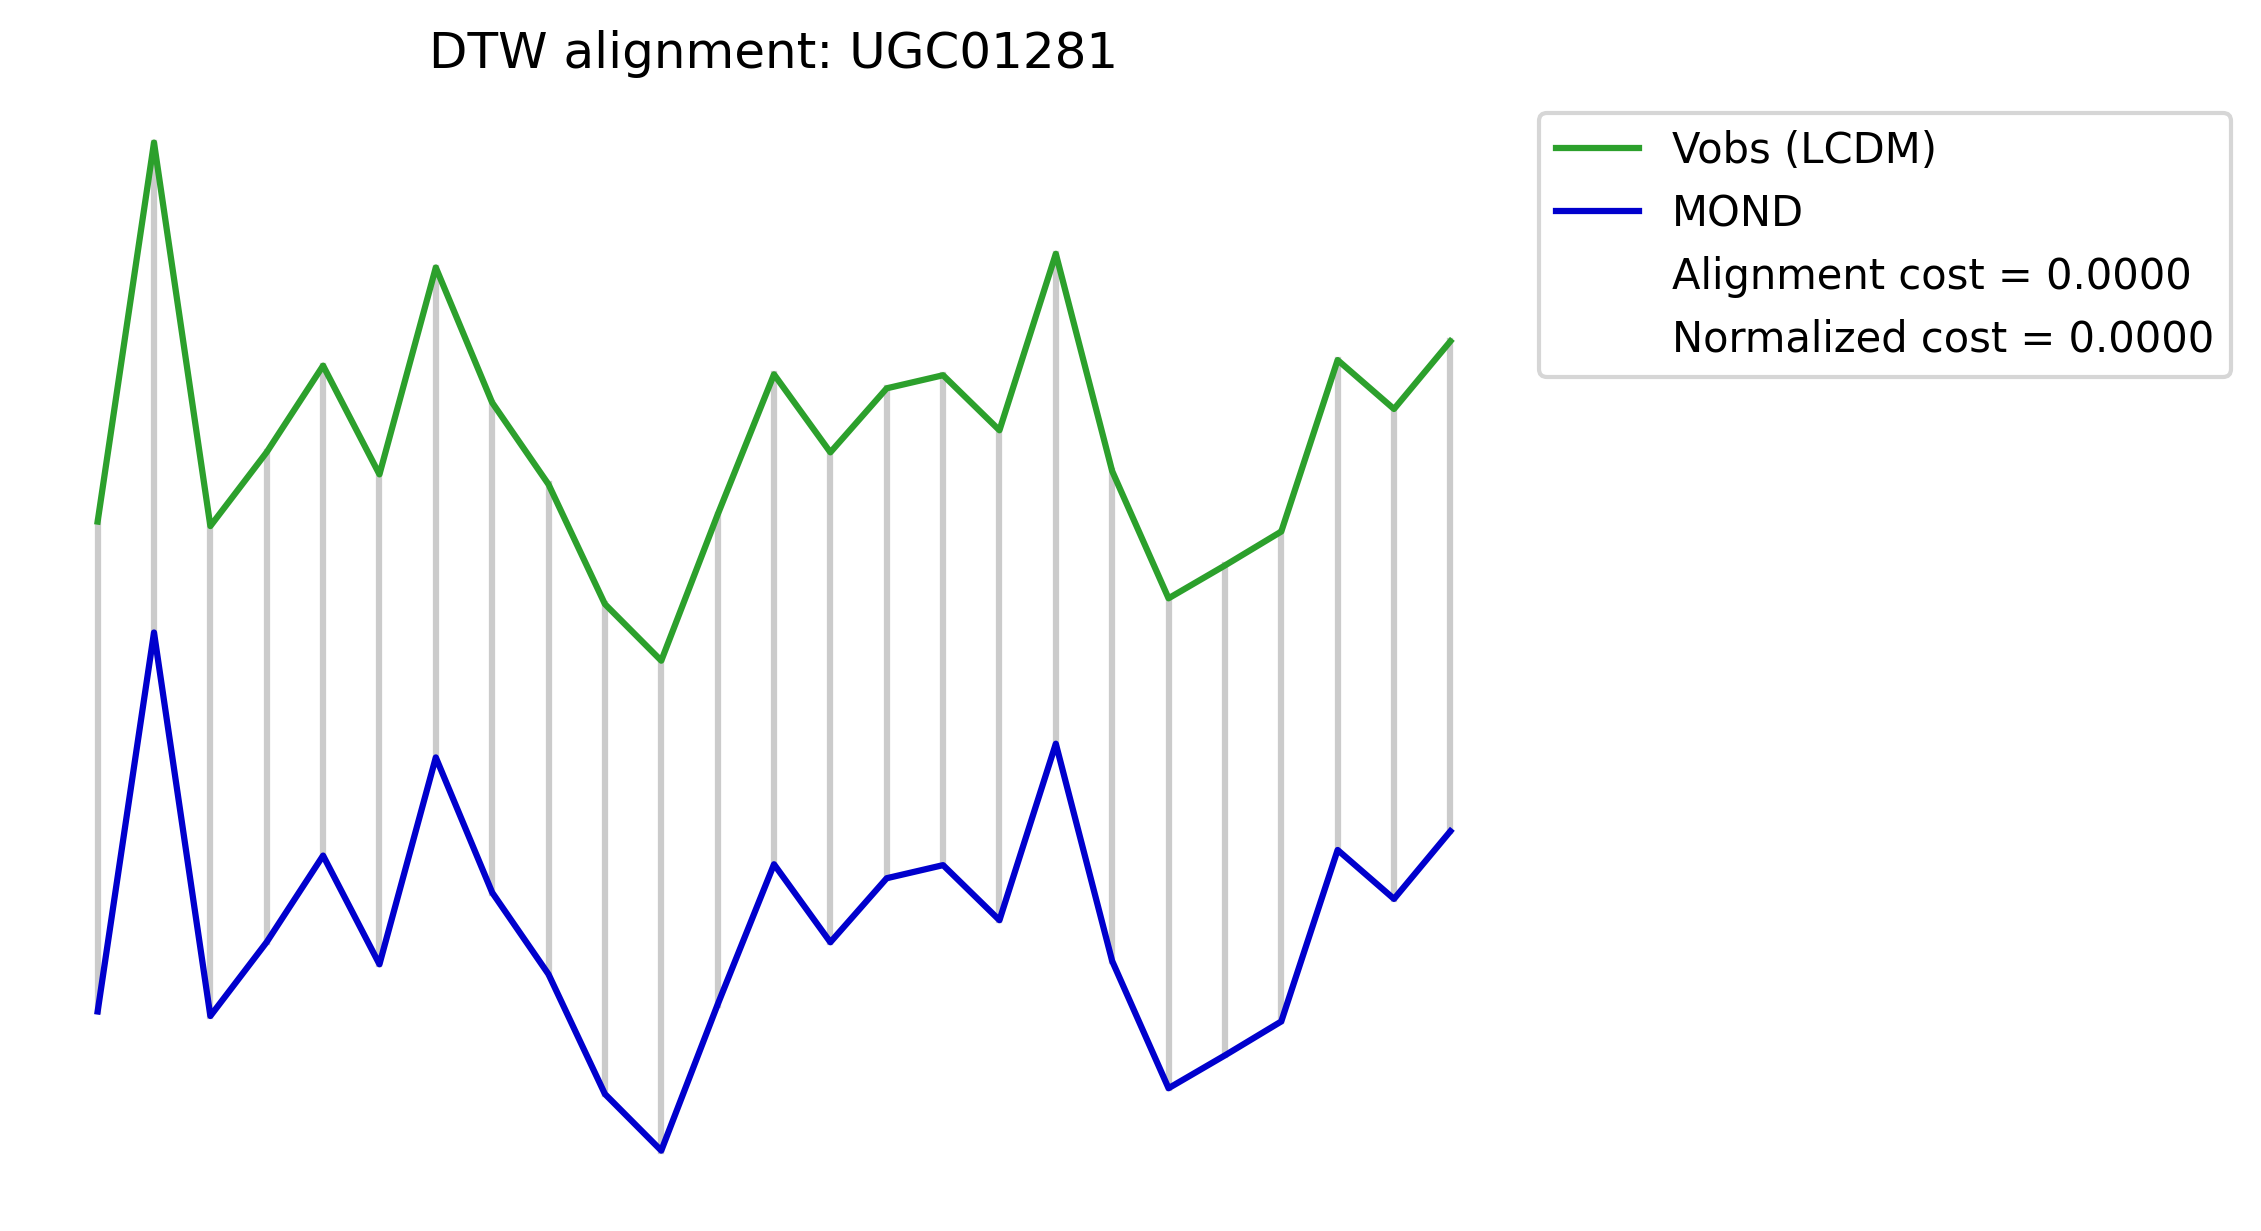 DTW alignment: UGC01281
Vobs (LCDM)
MOND
Alignment cost = 0.0000
Normalized cost = 0.0000